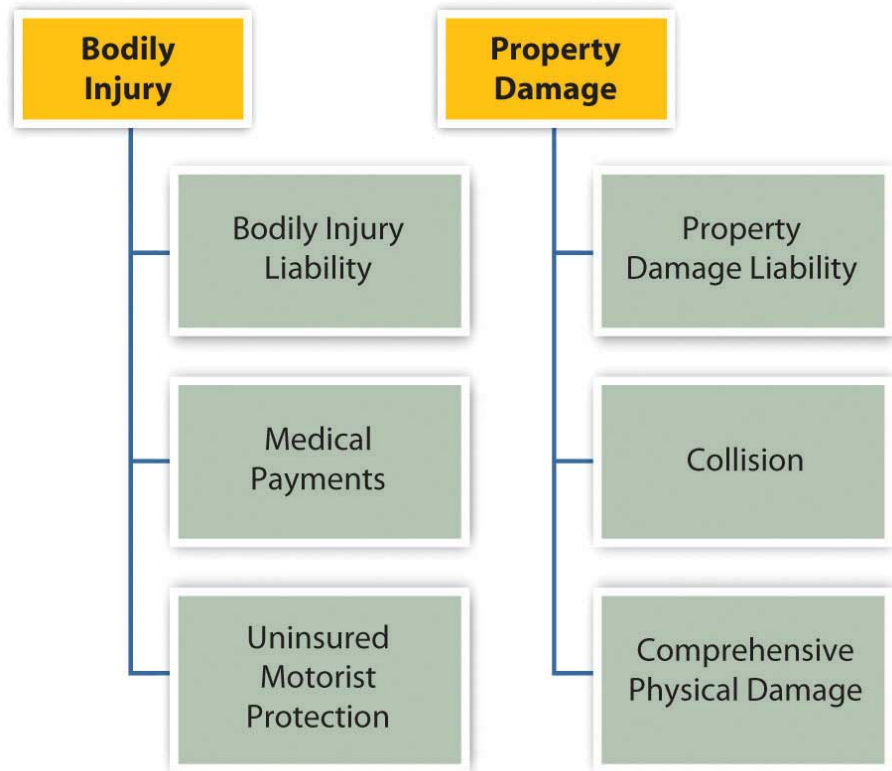 Bodily
Injury
Bodily Injury
Liability
Medical
Payments
Uninsured
Motorist
Protection
Property
Damage
Property
Damage Liability
Collision
Comprehensive
Physical Damage